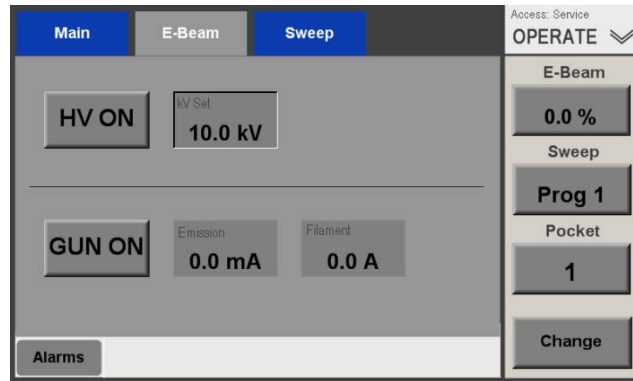 Main
E-Beam
Sweep
Access: Service
OPERATE
HV ON
kV Set
10.0 kV
GUN ON
Emission
0.0 mA
Filament
0.0 A
E-Beam
0.0 %
Sweep
Prog 1
Pocket
1
Change
Alarms